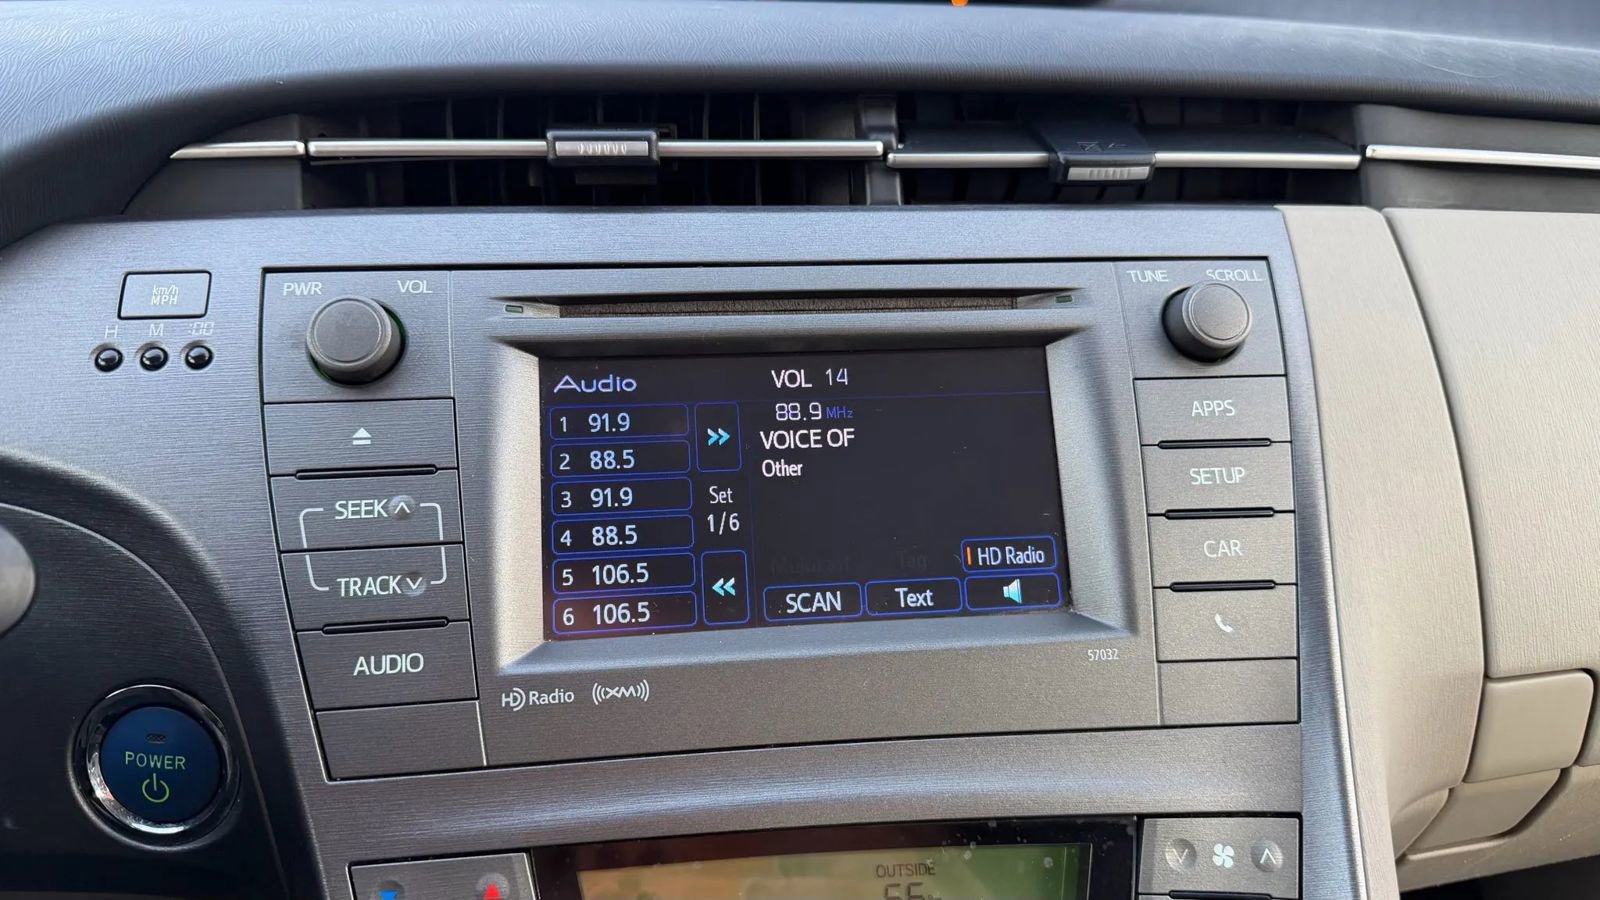 km/h
MPH
H M :00
PWR VOL
TUNE SCROLL
SEEK
TRACK
AUDIO
POWER
Audio
VOL 14
1 91.9
2 88.5
3 91.9
4 88.5
5 106.5
6 106.5
Set
1/6
88.9 MHz
VOICE OF
Other
Multicast Tag
HD Radio
SCAN Text
57032
HD Radio ((XM))
APPS
SETUP
CAR
OUTSIDE